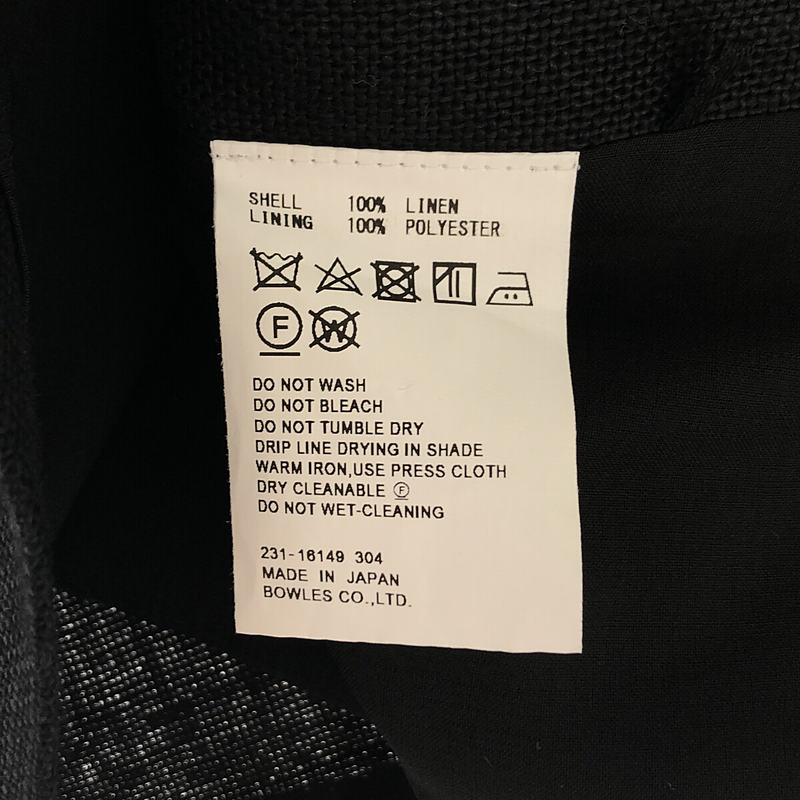 SHELL 100% LINEN
LINING 100% POLYESTER
F W
DO NOT WASH
DO NOT BLEACH
DO NOT TUMBLE DRY
DRIP LINE DRYING IN SHADE
WARM IRON,USE PRESS CLOTH
DRY CLEANABLE Ⓕ
DO NOT WET-CLEANING
231-16149 304
MADE IN JAPAN
BOWLES CO.,LTD.